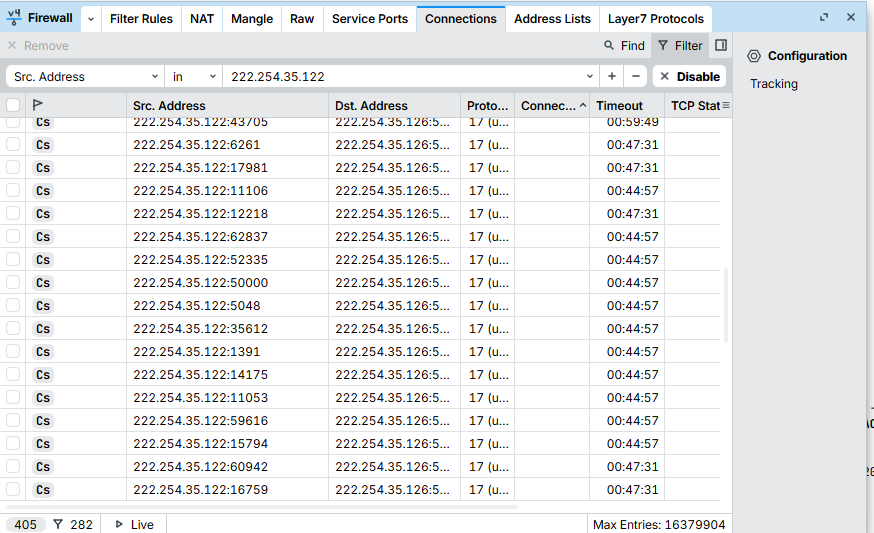 v4
6 Firewall Filter Rules NAT Mangle Raw Service Ports Connections Address Lists Layer7 Protocols
Remove Find Filter
Configuration
Src. Address in 222.254.35.122 + − Disable
Tracking
Src. Address Dst. Address Proto... Connec... Timeout TCP Stat
Cs 222.254.35.122:43705 222.254.35.126:5... 17 (u... 00:59:49
Cs 222.254.35.122:6261 222.254.35.126:5... 17 (u... 00:47:31
Cs 222.254.35.122:17981 222.254.35.126:5... 17 (u... 00:47:31
Cs 222.254.35.122:11106 222.254.35.126:5... 17 (u... 00:44:57
Cs 222.254.35.122:12218 222.254.35.126:5... 17 (u... 00:47:31
Cs 222.254.35.122:62837 222.254.35.126:5... 17 (u... 00:44:57
Cs 222.254.35.122:52335 222.254.35.126:5... 17 (u... 00:44:57
Cs 222.254.35.122:50000 222.254.35.126:5... 17 (u... 00:44:57
Cs 222.254.35.122:5048 222.254.35.126:5... 17 (u... 00:44:57
Cs 222.254.35.122:35612 222.254.35.126:5... 17 (u... 00:44:57
Cs 222.254.35.122:1391 222.254.35.126:5... 17 (u... 00:44:57
Cs 222.254.35.122:14175 222.254.35.126:5... 17 (u... 00:44:57
Cs 222.254.35.122:11053 222.254.35.126:5... 17 (u... 00:44:57
Cs 222.254.35.122:59616 222.254.35.126:5... 17 (u... 00:44:57
Cs 222.254.35.122:15794 222.254.35.126:5... 17 (u... 00:44:57
Cs 222.254.35.122:60942 222.254.35.126:5... 17 (u... 00:47:31
Cs 222.254.35.122:16759 222.254.35.126:5... 17 (u... 00:47:31
405 282 Live Max Entries: 16379904